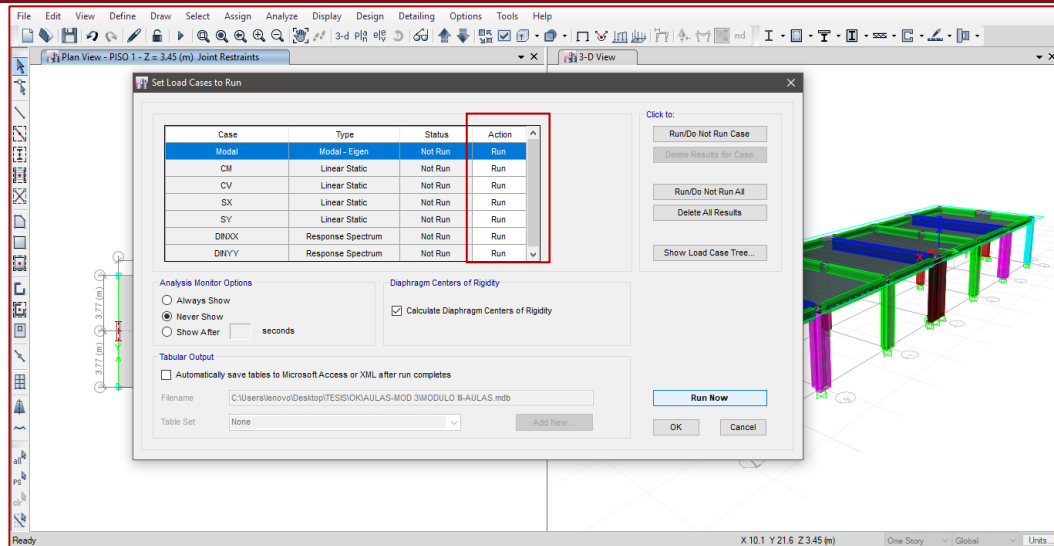 File Edit View Define Draw Select Assign Analyze Display Design Detailing Options Tools Help
3-d nd
Plan View - PISO 1 - Z = 3.45 (m) Joint Restraints
3-D View
Set Load Cases to Run
Click to:
Case Type Status Action
Modal Modal - Eigen Not Run Run
CM Linear Static Not Run Run
CV Linear Static Not Run Run
SX Linear Static Not Run Run
SY Linear Static Not Run Run
DINXX Response Spectrum Not Run Run
DINYY Response Spectrum Not Run Run
Run/Do Not Run Case
Delete Results for Case
Run/Do Not Run All
Delete All Results
Show Load Case Tree...
Analysis Monitor Options
Always Show
Never Show
Show After seconds
Diaphragm Centers of Rigidity
Calculate Diaphragm Centers of Rigidity
Tabular Output
Automatically save tables to Microsoft Access or XML after run completes
Filename C:\Users\lenovo\Desktop\TESIS\OK\AULAS-MOD 3\MODULO III-AULAS.mdb
Table Set None Add New...
Run Now
OK Cancel
3.77 (m)
3.77 (m)
X
Y
all
PS
clr
Ready
X 10.1 Y 21.6 Z 3.45 (m) One Story Global Units...